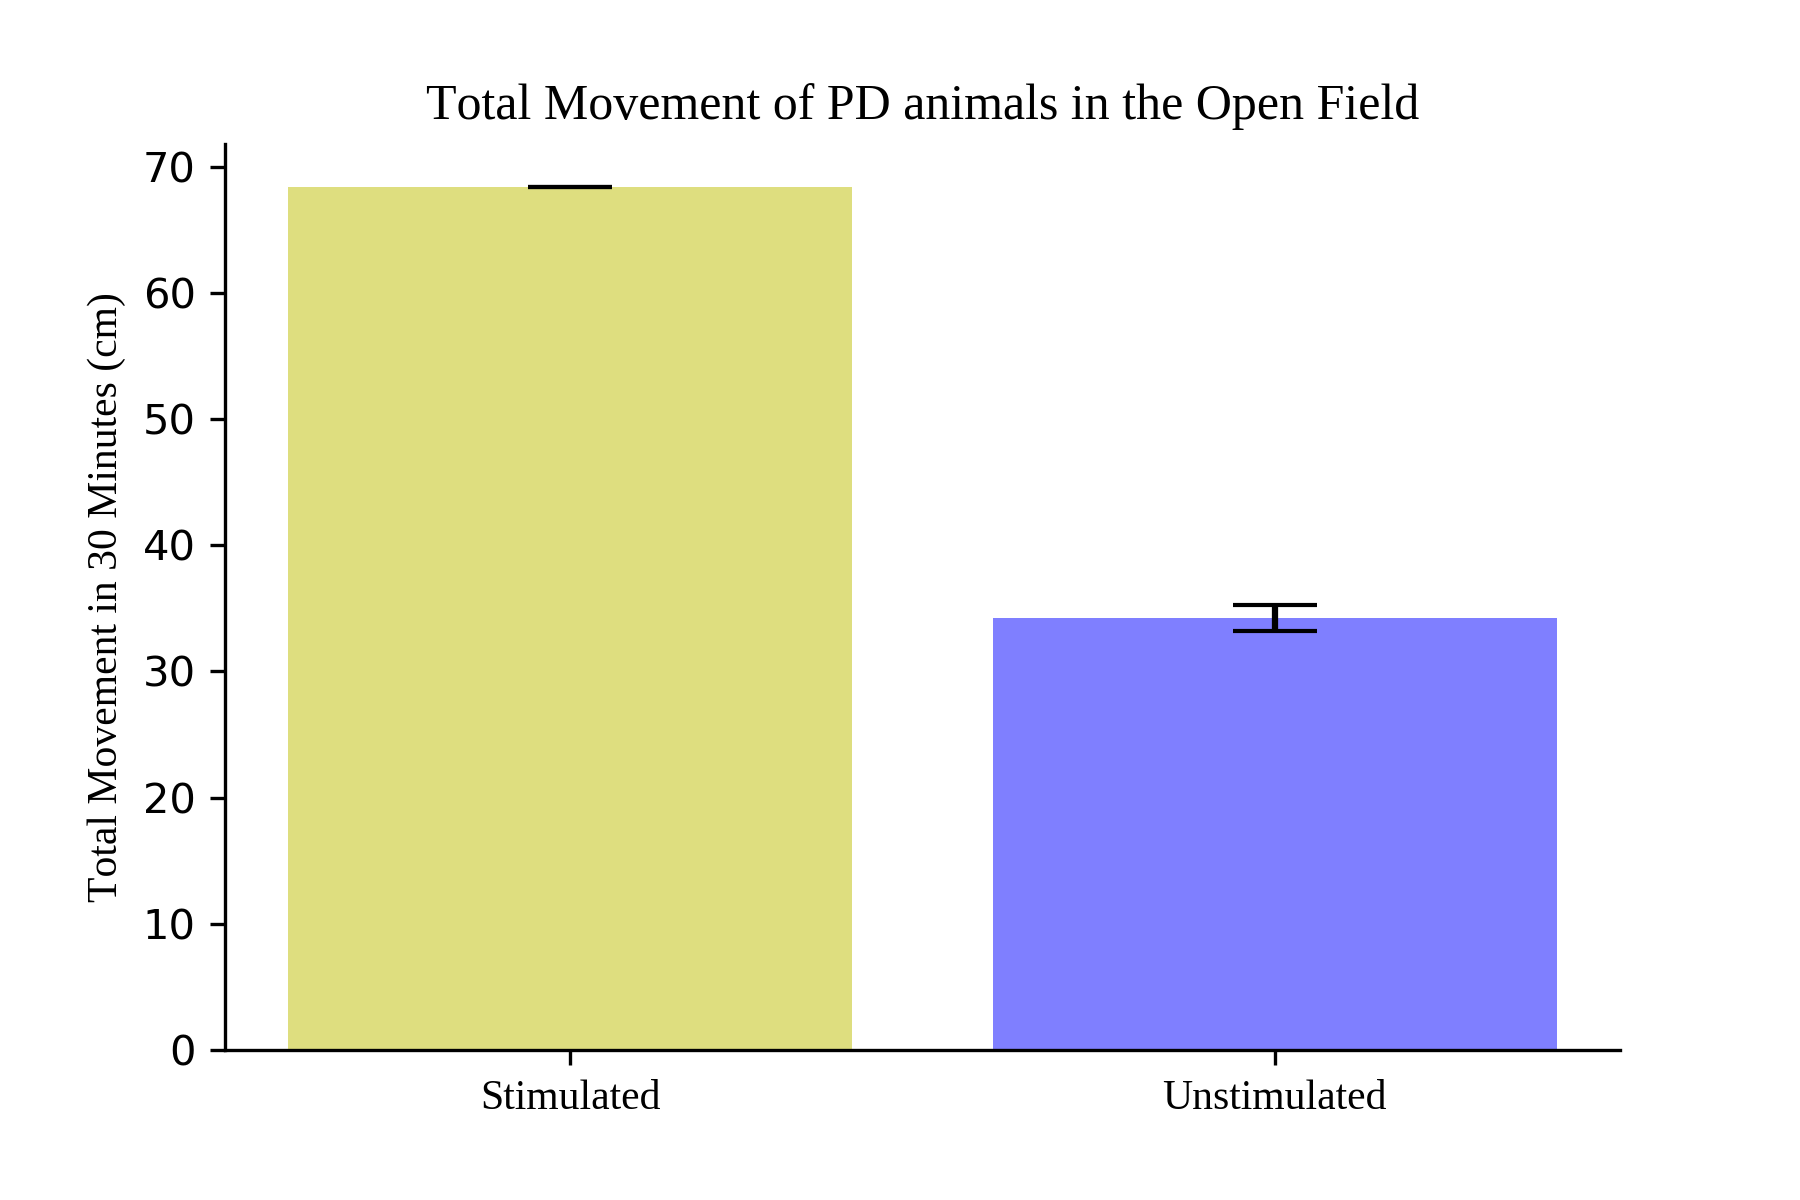 Total Movement of PD animals in the Open Field
Total Movement in 30 Minutes (cm)
70
60
50
40
30
20
10
0
Stimulated
Unstimulated